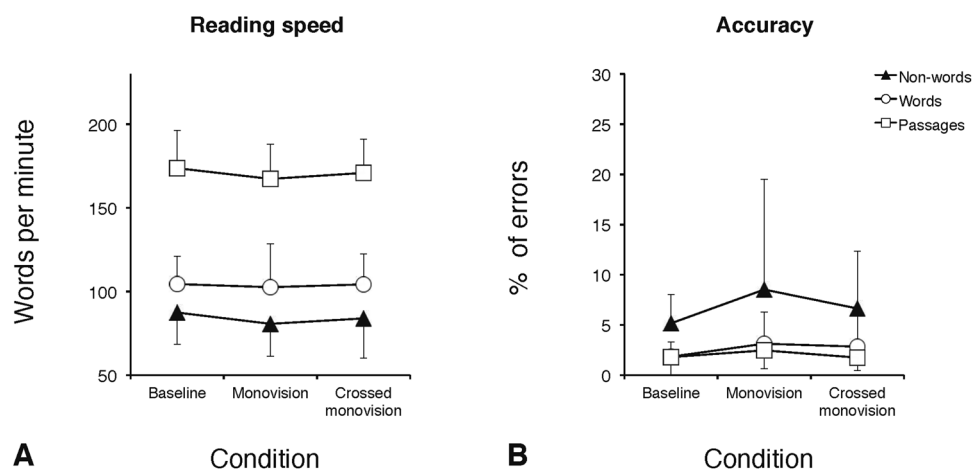 Reading speed
Words per minute
200
150
100
50
Baseline
Monovision
Crossed
monovision
A
Condition
Accuracy
Non-words
Words
Passages
% of errors
30
25
20
15
10
5
0
Baseline
Monovision
Crossed
monovision
B
Condition